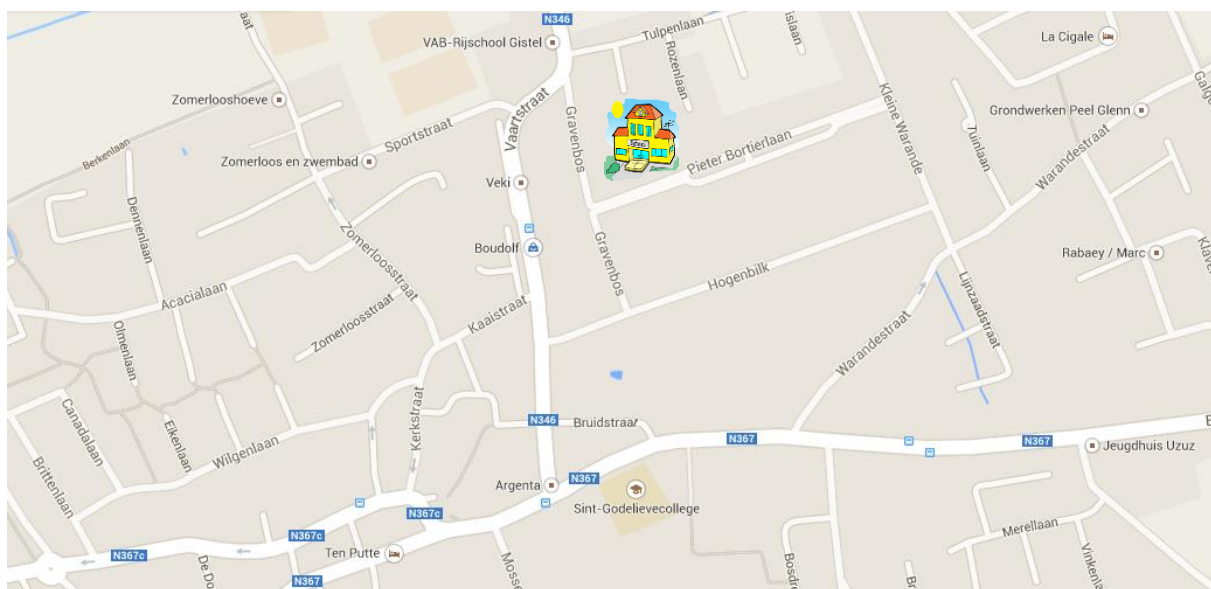 N346
Tulpenlaan
VAB-Rijschool Gistel
La Cigale
Rozenlaan
Zomerlooshoeve
Vaartstraat
Gravenbos
School
Kleine Warande
Grondwerken Peel Glenn
Berkenlaan
Sportstraat
Pieter Bortierlaan
Tuinlaan
Warandestraat
Zomerloos en zwembad
Veki
Dennenlaan
Zomerloosstraat
Boudolf
Gravenbos
Rabaey / Marc
Hogenbilk
Lijnzaadstraat
Acacialaan
Kaaistraat
Zomerloosstraat
Warandestraat
Olmenlaan
Canadalaan
Eikenlaan
Kerkstraat
N346
Bruidstraat
N367
N367
Jeugdhuis Uzuz
Wilgenlaan
Brittenlaan
Argenta
N367
Sint-Godelievecollege
N367c
N367c
N367c
Ten Putte
Merellaan
N367